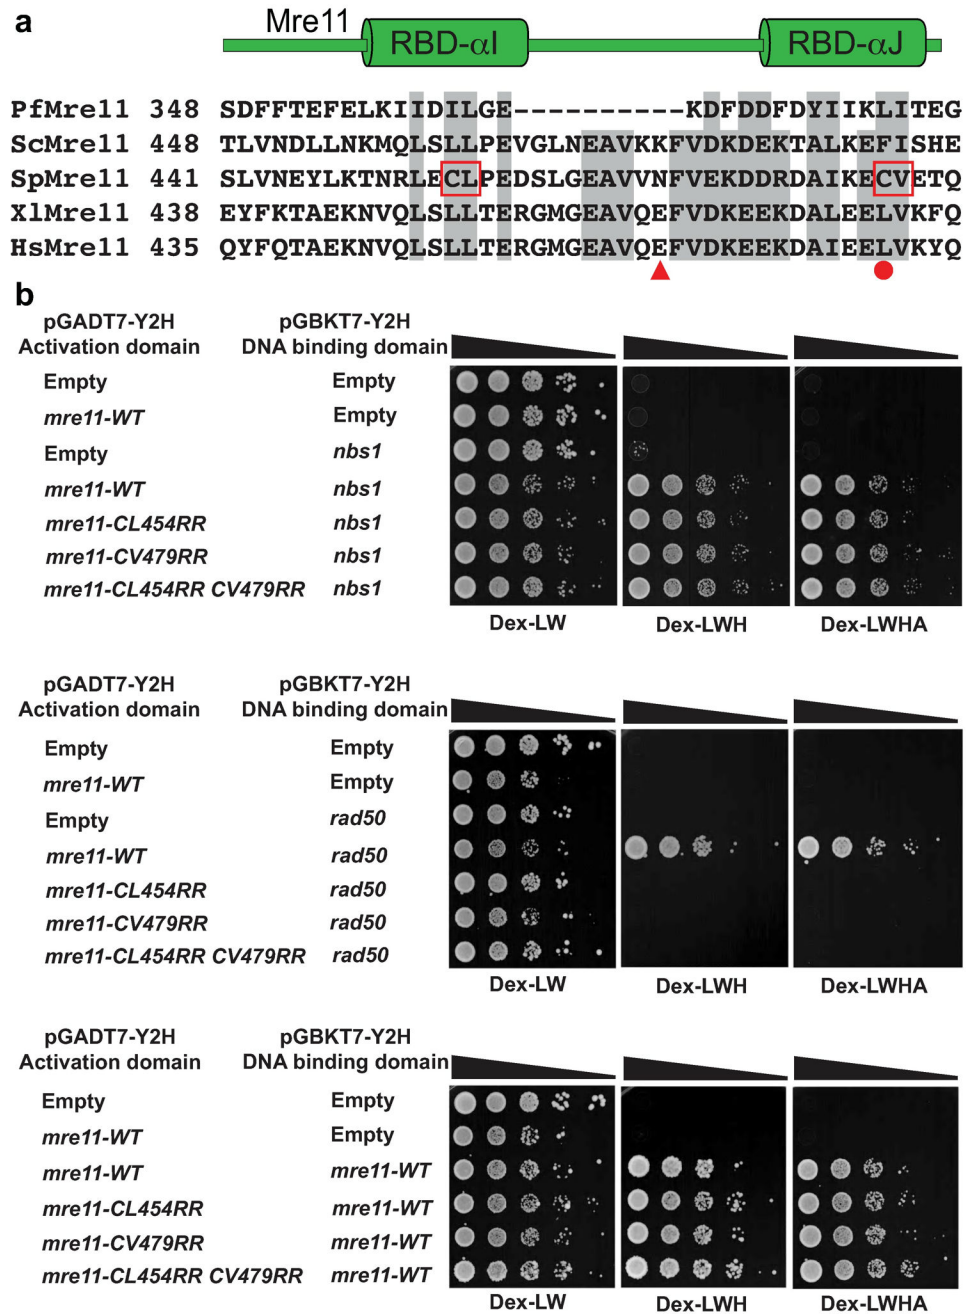 a
Mre11
RBD-αI
RBD-αJ
PfMre11 348 SDFFTEFELKIIDILGE----------KDFDDFDYIIKLITEG
ScMre11 448 TLVNDLLNKMQLSLLPEVGLNEAVKKFVDKDEKTALKEFISHE
SpMre11 441 SLVNEYLKTNRLECLPEDSLGEAVVNFVEKDDRDAIKECVETQ
XlMre11 438 EYFKTAEKNVQLSLLTERGMGEAVQEFVDKEEKDALEELVKFQ
HsMre11 435 QYFQTAEKNVQLSLLTERGMGEAVQEFVDKEEKDAIEELVKYQ
b
pGADT7-Y2H pGBKT7-Y2H
Activation domain DNA binding domain
Empty Empty
mre11-WT Empty
Empty nbs1
mre11-WT nbs1
mre11-CL454RR nbs1
mre11-CV479RR nbs1
mre11-CL454RR CV479RR nbs1
Dex-LW Dex-LWH Dex-LWHA
pGADT7-Y2H pGBKT7-Y2H
Activation domain DNA binding domain
Empty Empty
mre11-WT Empty
Empty rad50
mre11-WT rad50
mre11-CL454RR rad50
mre11-CV479RR rad50
mre11-CL454RR CV479RR rad50
Dex-LW Dex-LWH Dex-LWHA
pGADT7-Y2H pGBKT7-Y2H
Activation domain DNA binding domain
Empty Empty
mre11-WT Empty
mre11-WT mre11-WT
mre11-CL454RR mre11-WT
mre11-CV479RR mre11-WT
mre11-CL454RR CV479RR mre11-WT
Dex-LW Dex-LWH Dex-LWHA